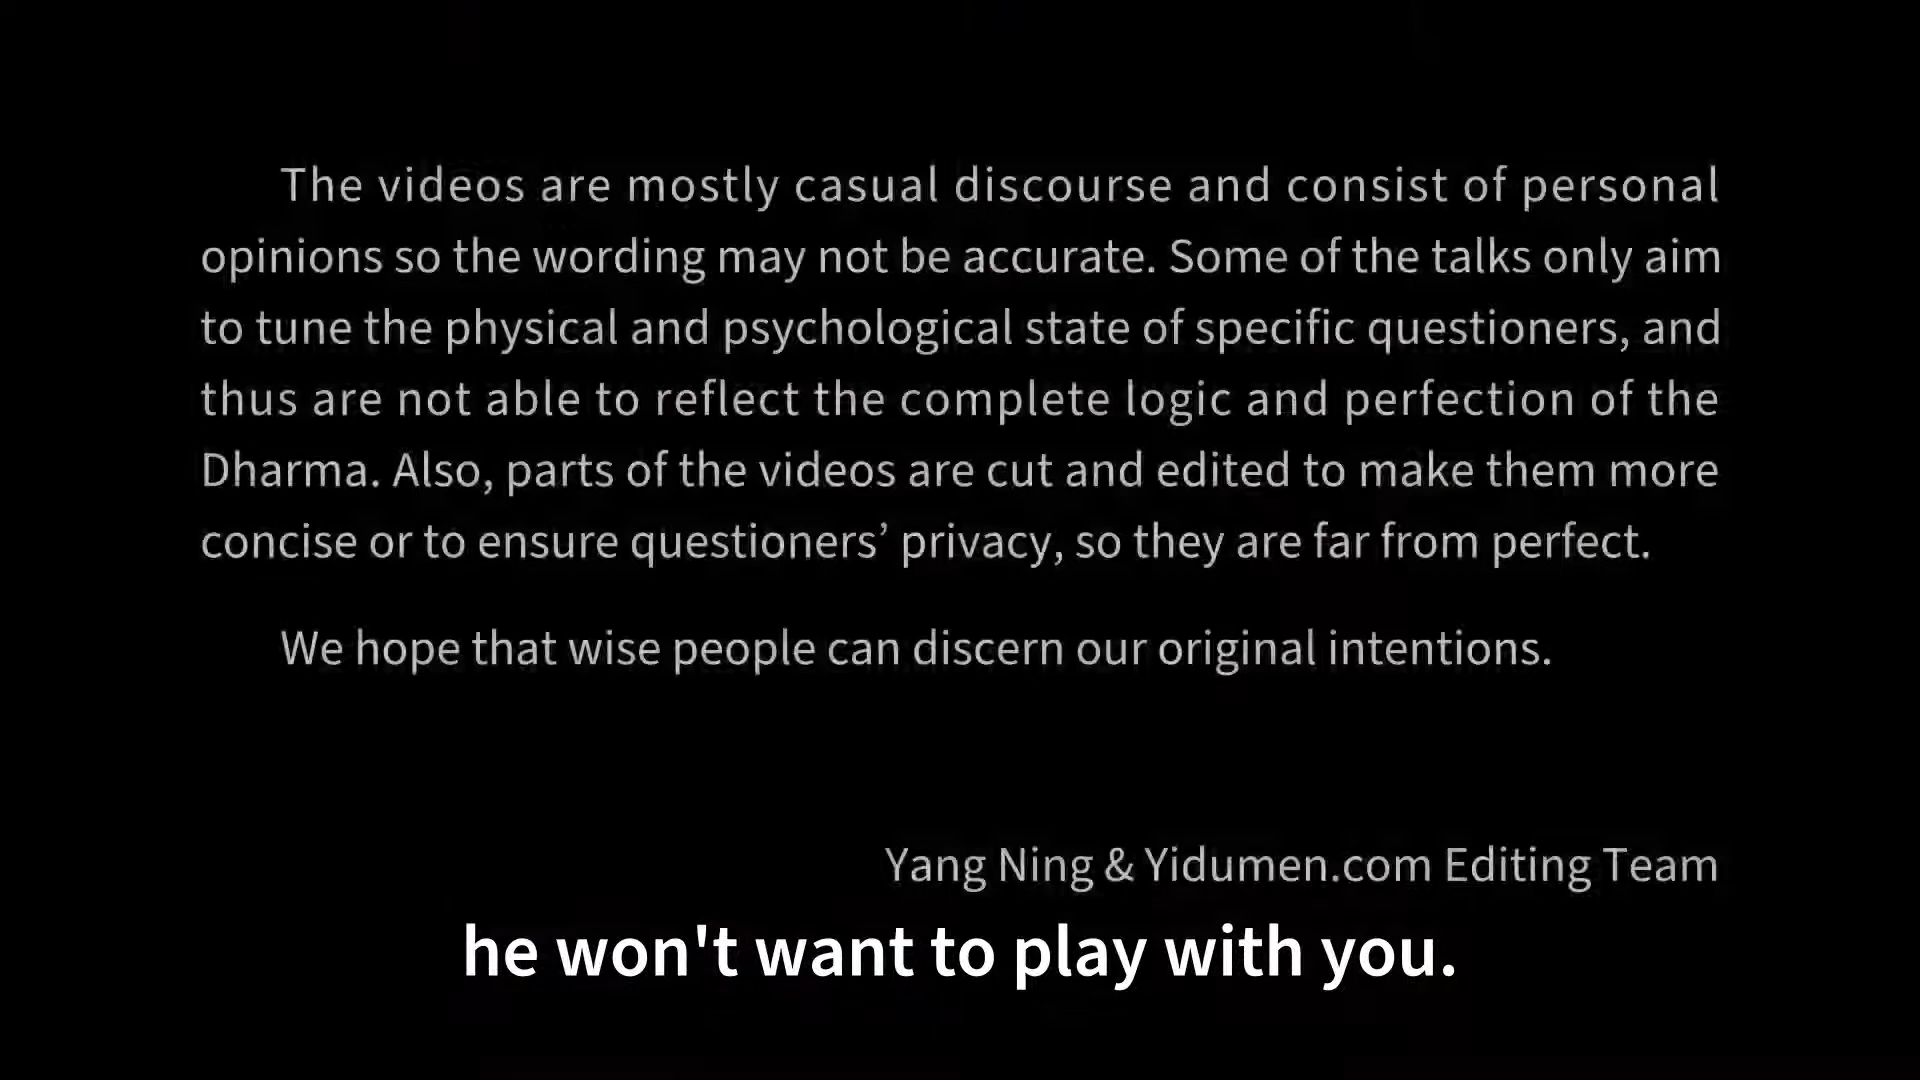 The videos are mostly casual discourse and consist of personal
opinions so the wording may not be accurate. Some of the talks only aim
to tune the physical and psychological state of specific questioners, and
thus are not able to reflect the complete logic and perfection of the
Dharma. Also, parts of the videos are cut and edited to make them more
concise or to ensure questioners’ privacy, so they are far from perfect.
We hope that wise people can discern our original intentions.
Yang Ning & Yidumen.com Editing Team
he won't want to play with you.